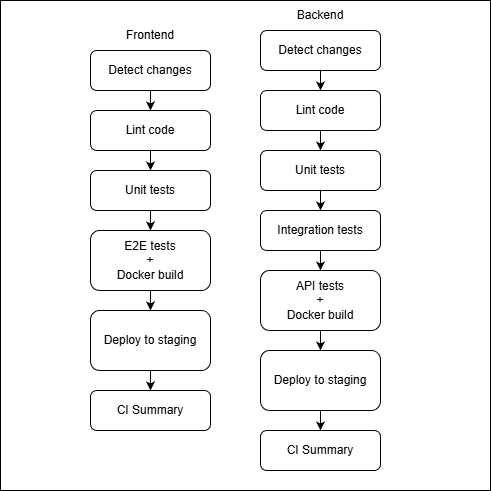 Frontend
Detect changes
Lint code
Unit tests
E2E tests
+
Docker build
Deploy to staging
CI Summary
Backend
Detect changes
Lint code
Unit tests
Integration tests
API tests
+
Docker build
Deploy to staging
CI Summary